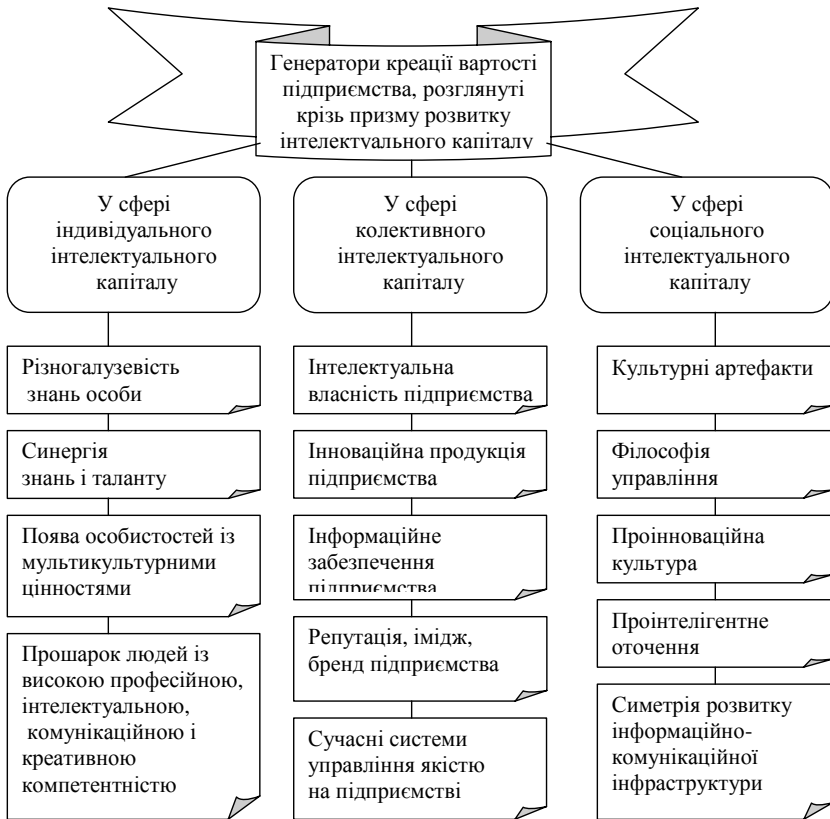 Генератори креації вартості
підприємства, розглянуті
крізь призму розвитку
інтелектуального капіталу
У сфері
індивідуального
інтелектуального
капіталу
У сфері
колективного
інтелектуального
капіталу
У сфері
соціального
інтелектуального
капіталу
Різногалузевість
знань особи
Синергія
знань і таланту
Поява особистостей із
мультикультурними
цінностями
Прошарок людей із
високою професійною,
інтелектуальною,
комунікаційною і
креативною
компетентністю
Інтелектуальна
власність підприємства
Інноваційна продукція
підприємства
Інформаційне
забезпечення
підприємства
Репутація, імідж,
бренд підприємства
Сучасні системи
управління якістю
на підприємстві
Культурні артефакти
Філософія
управління
Проінноваційна
культура
Проінтелігентне
оточення
Симетрія розвитку
інформаційно-
комунікаційної
інфраструктури